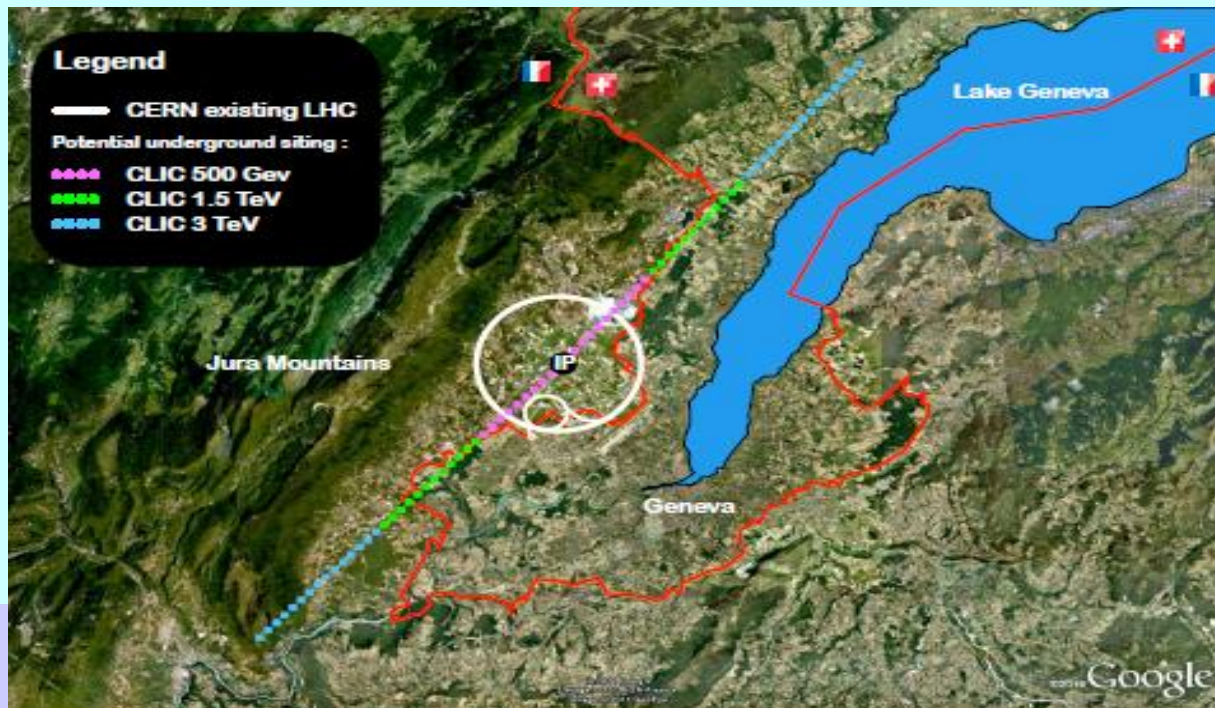 Legend
CERN existing LHC
Potential underground siting :
CLIC 500 Gev
CLIC 1.5 TeV
CLIC 3 TeV
Lake Geneva
Jura Mountains
IP
Geneva
Google